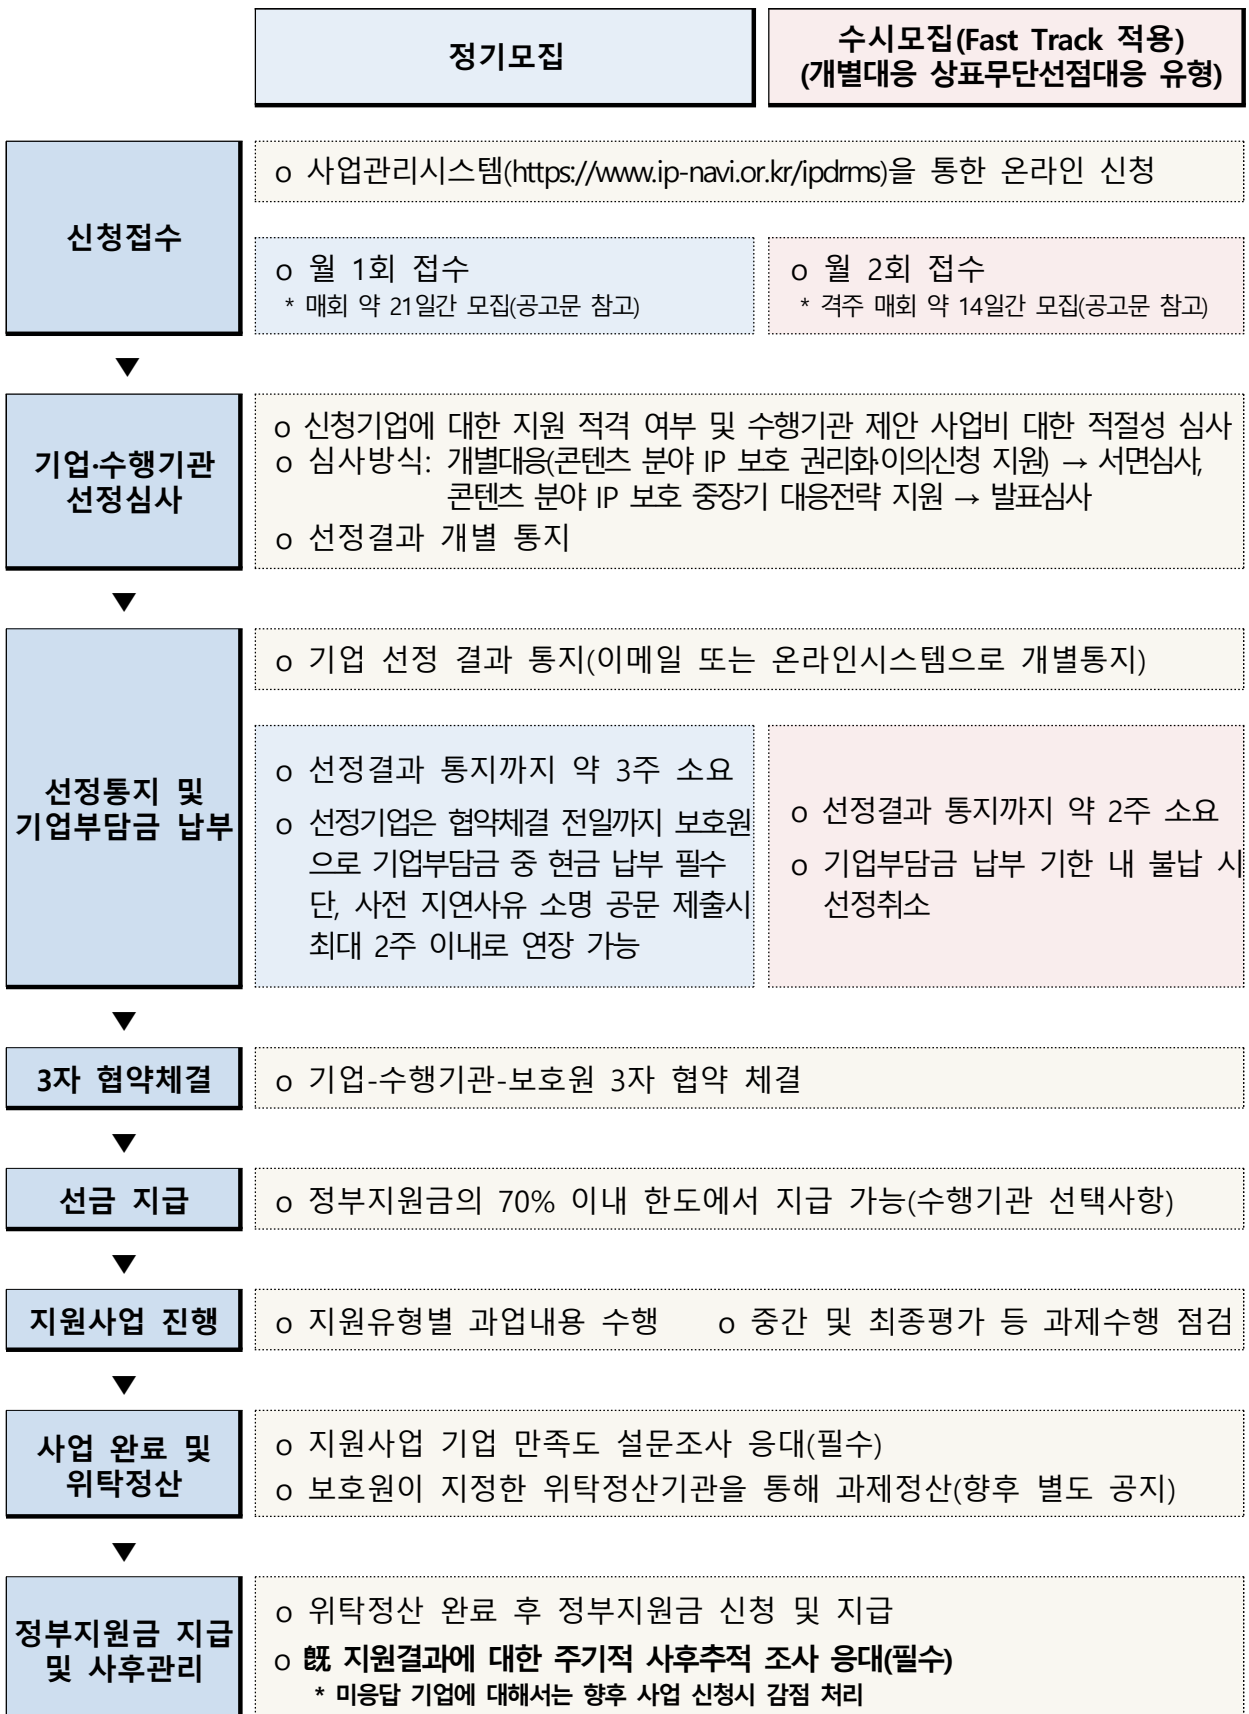 정기모집
수시모집(Fast Track 적용)
(개별대응 상표무단선점대응 유형)
신청접수
o 사업관리시스템(https://www.ip-navi.or.kr/ipdrms)을 통한 온라인 신청
o 월 1회 접수
* 매회 약 21일간 모집(공고문 참고)
o 월 2회 접수
* 격주 매회 약 14일간 모집(공고문 참고)
▼
기업·수행기관
선정심사
o 신청기업에 대한 지원 적격 여부 및 수행기관 제안 사업비 대한 적절성 심사
o 심사방식: 개별대응(콘텐츠 분야 IP 보호 권리화·이의신청 지원) → 서면심사,
콘텐츠 분야 IP 보호 중장기 대응전략 지원 → 발표심사
o 선정결과 개별 통지
▼
선정통지 및
기업부담금 납부
o 기업 선정 결과 통지(이메일 또는 온라인시스템으로 개별통지)
o 선정결과 통지까지 약 3주 소요
o 선정기업은 협약체결 전일까지 보호원
으로 기업부담금 중 현금 납부 필수
단, 사전 지연사유 소명 공문 제출시
최대 2주 이내로 연장 가능
o 선정결과 통지까지 약 2주 소요
o 기업부담금 납부 기한 내 불납 시
선정취소
▼
3자 협약체결
o 기업-수행기관-보호원 3자 협약 체결
▼
선금 지급
o 정부지원금의 70% 이내 한도에서 지급 가능(수행기관 선택사항)
▼
지원사업 진행
o 지원유형별 과업내용 수행 o 중간 및 최종평가 등 과제수행 점검
▼
사업 완료 및
위탁정산
o 지원사업 기업 만족도 설문조사 응대(필수)
o 보호원이 지정한 위탁정산기관을 통해 과제정산(향후 별도 공지)
▼
정부지원금 지급
및 사후관리
o 위탁정산 완료 후 정부지원금 신청 및 지급
o 旣 지원결과에 대한 주기적 사후추적 조사 응대(필수)
* 미응답 기업에 대해서는 향후 사업 신청시 감점 처리